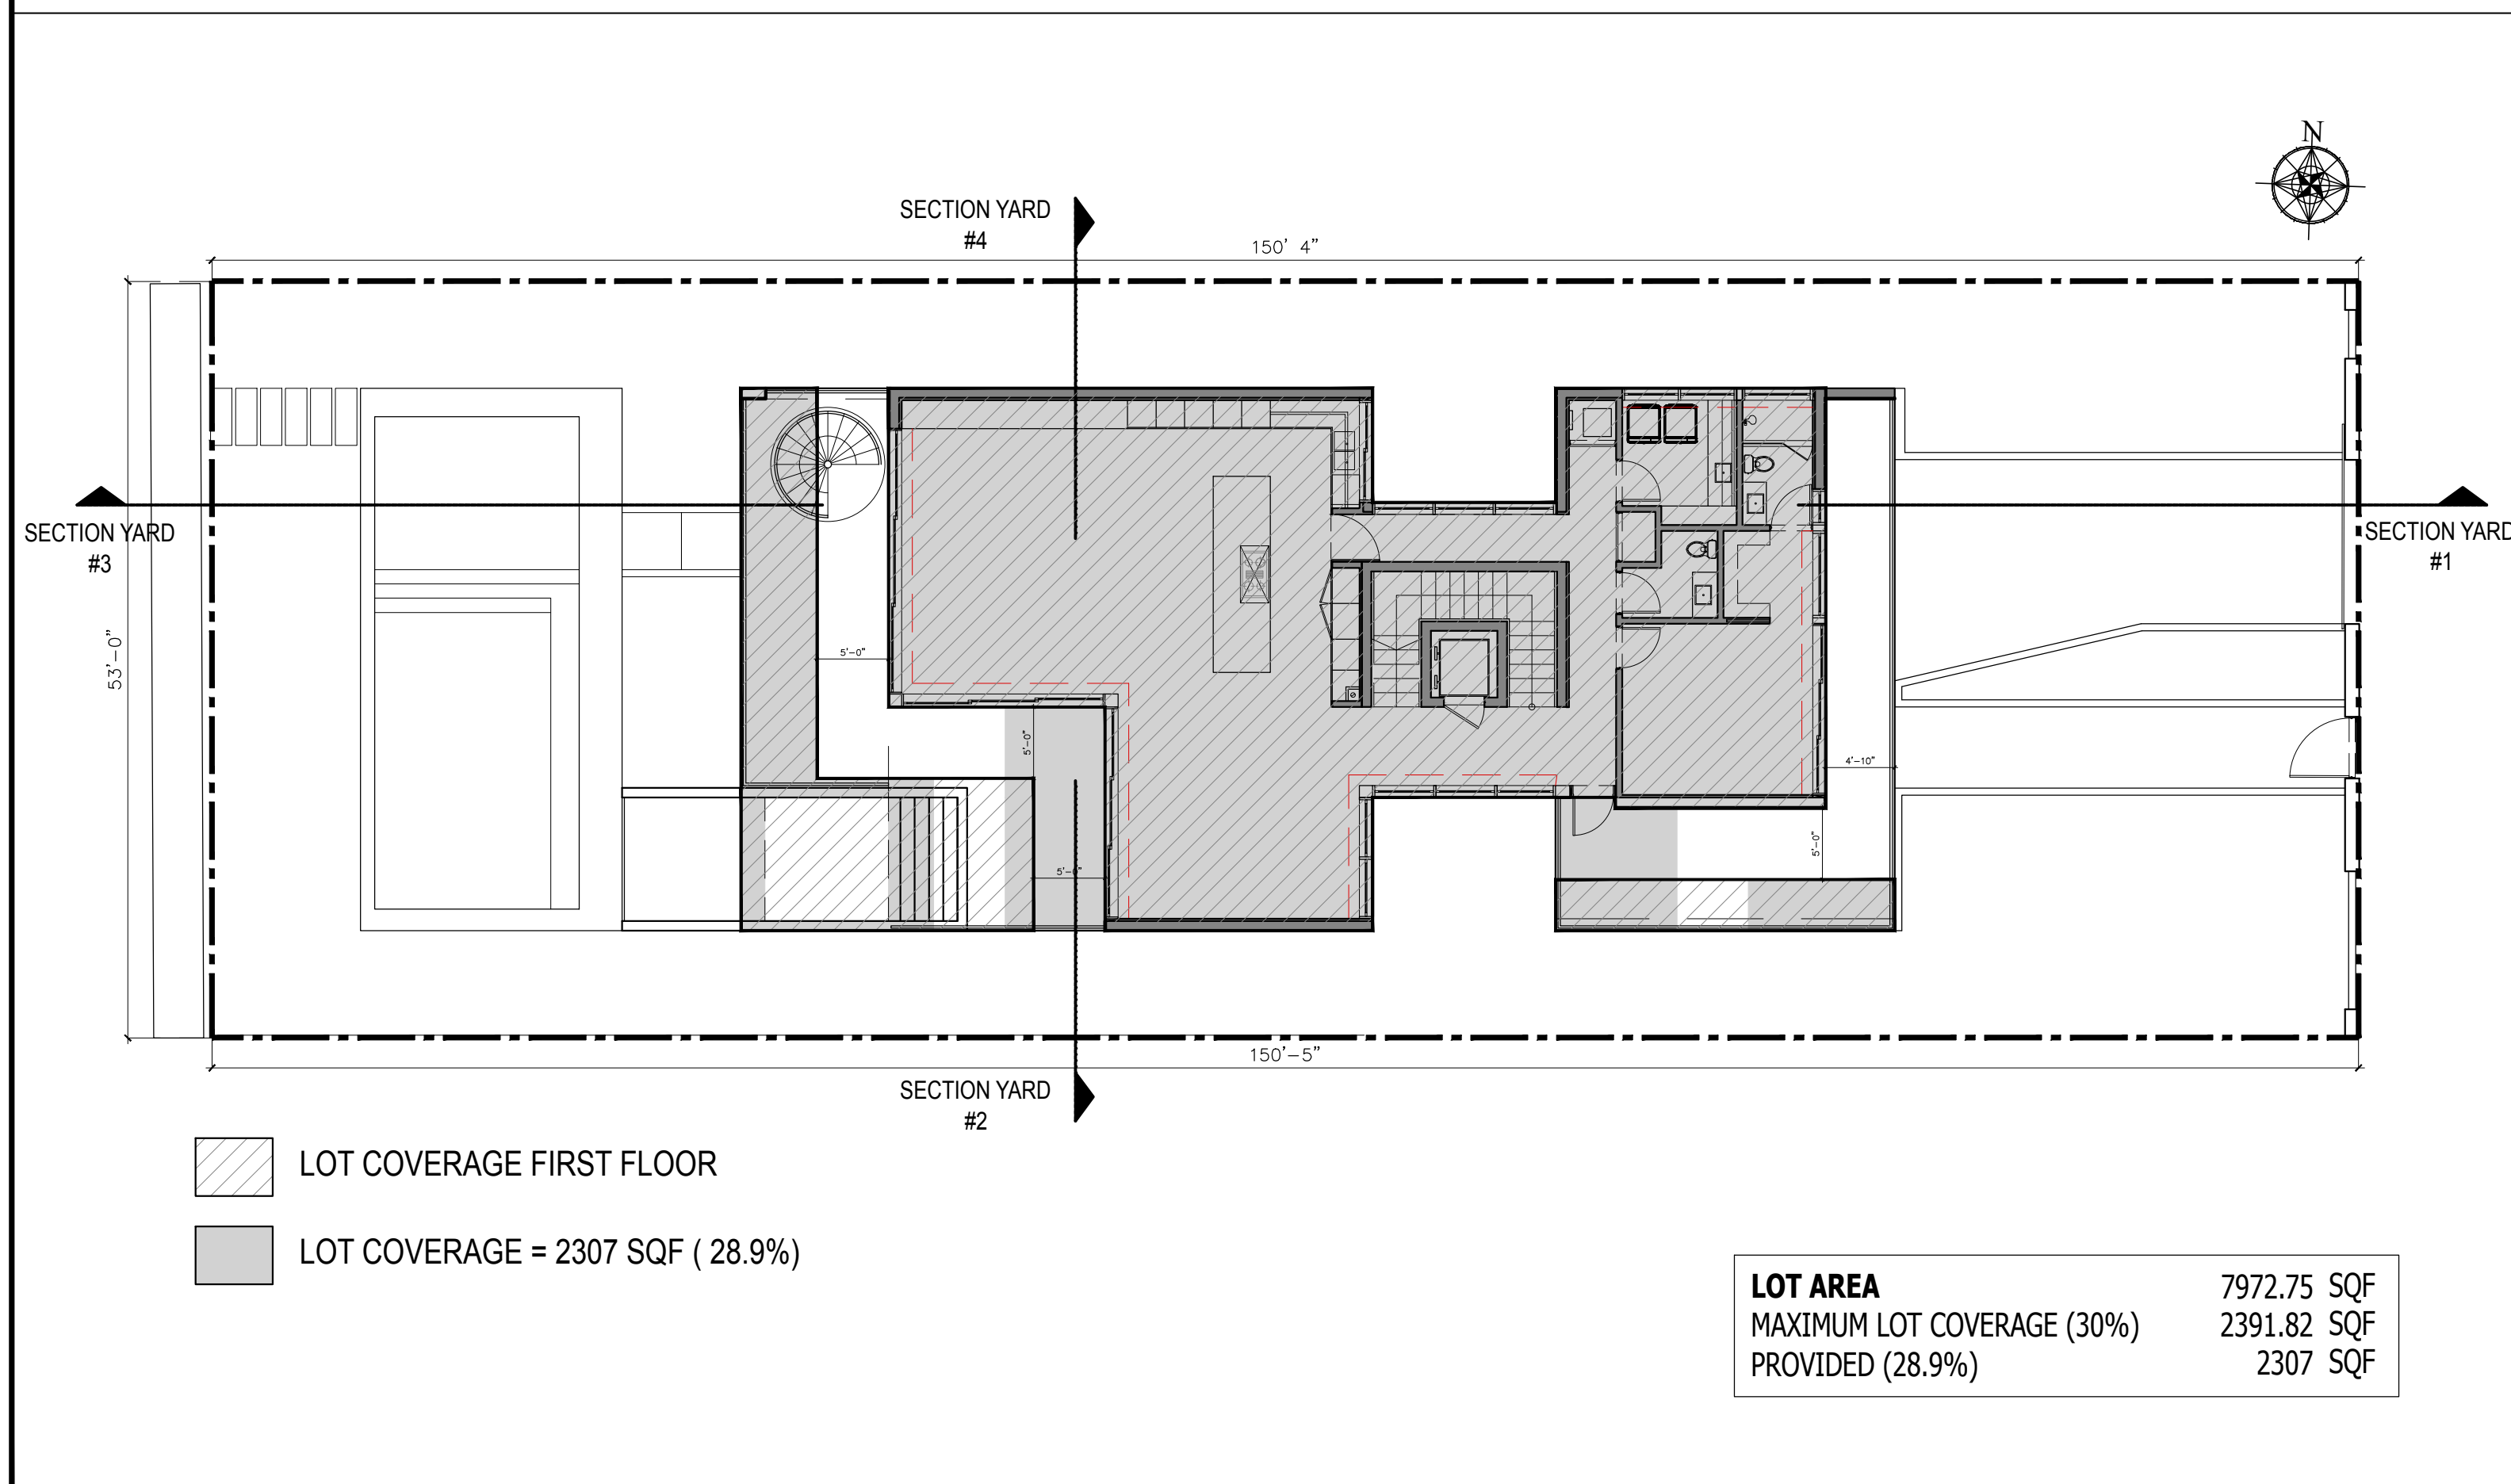 N
SECTION YARD
#4
150' 4"
SECTION YARD
#3
SECTION YARD
#1
53'-0"
5'-0"
5'-0"
4'-10"
5'-0"
5'-0"
150'-5"
SECTION YARD
#2
LOT COVERAGE FIRST FLOOR
LOT COVERAGE = 2307 SQF ( 28.9%)
LOT AREA 7972.75 SQF
MAXIMUM LOT COVERAGE (30%) 2391.82 SQF
PROVIDED (28.9%) 2307 SQF